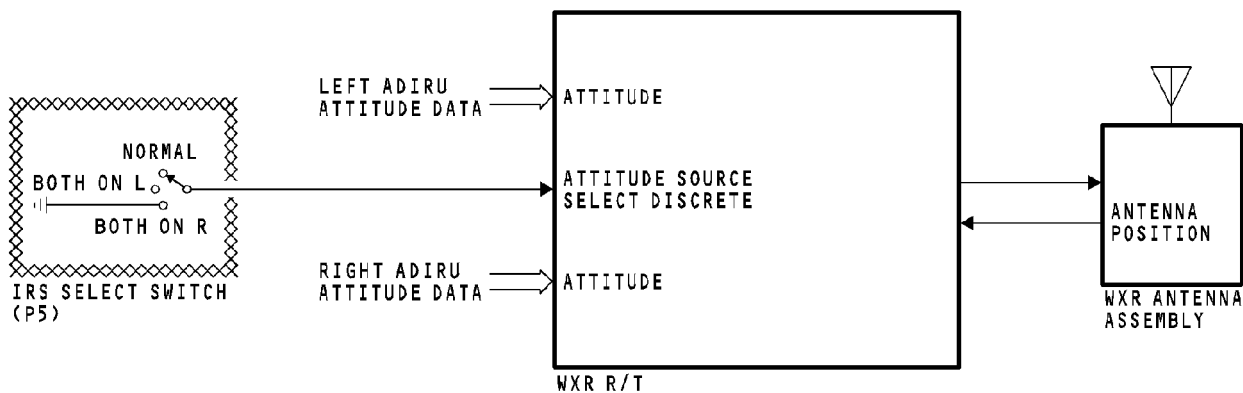 NORMAL
BOTH ON L
BOTH ON R
IRS SELECT SWITCH
(P5)
LEFT ADIRU
ATTITUDE DATA
RIGHT ADIRU
ATTITUDE DATA
ATTITUDE
ATTITUDE SOURCE
SELECT DISCRETE
ATTITUDE
WXR R/T
ANTENNA
POSITION
WXR ANTENNA
ASSEMBLY